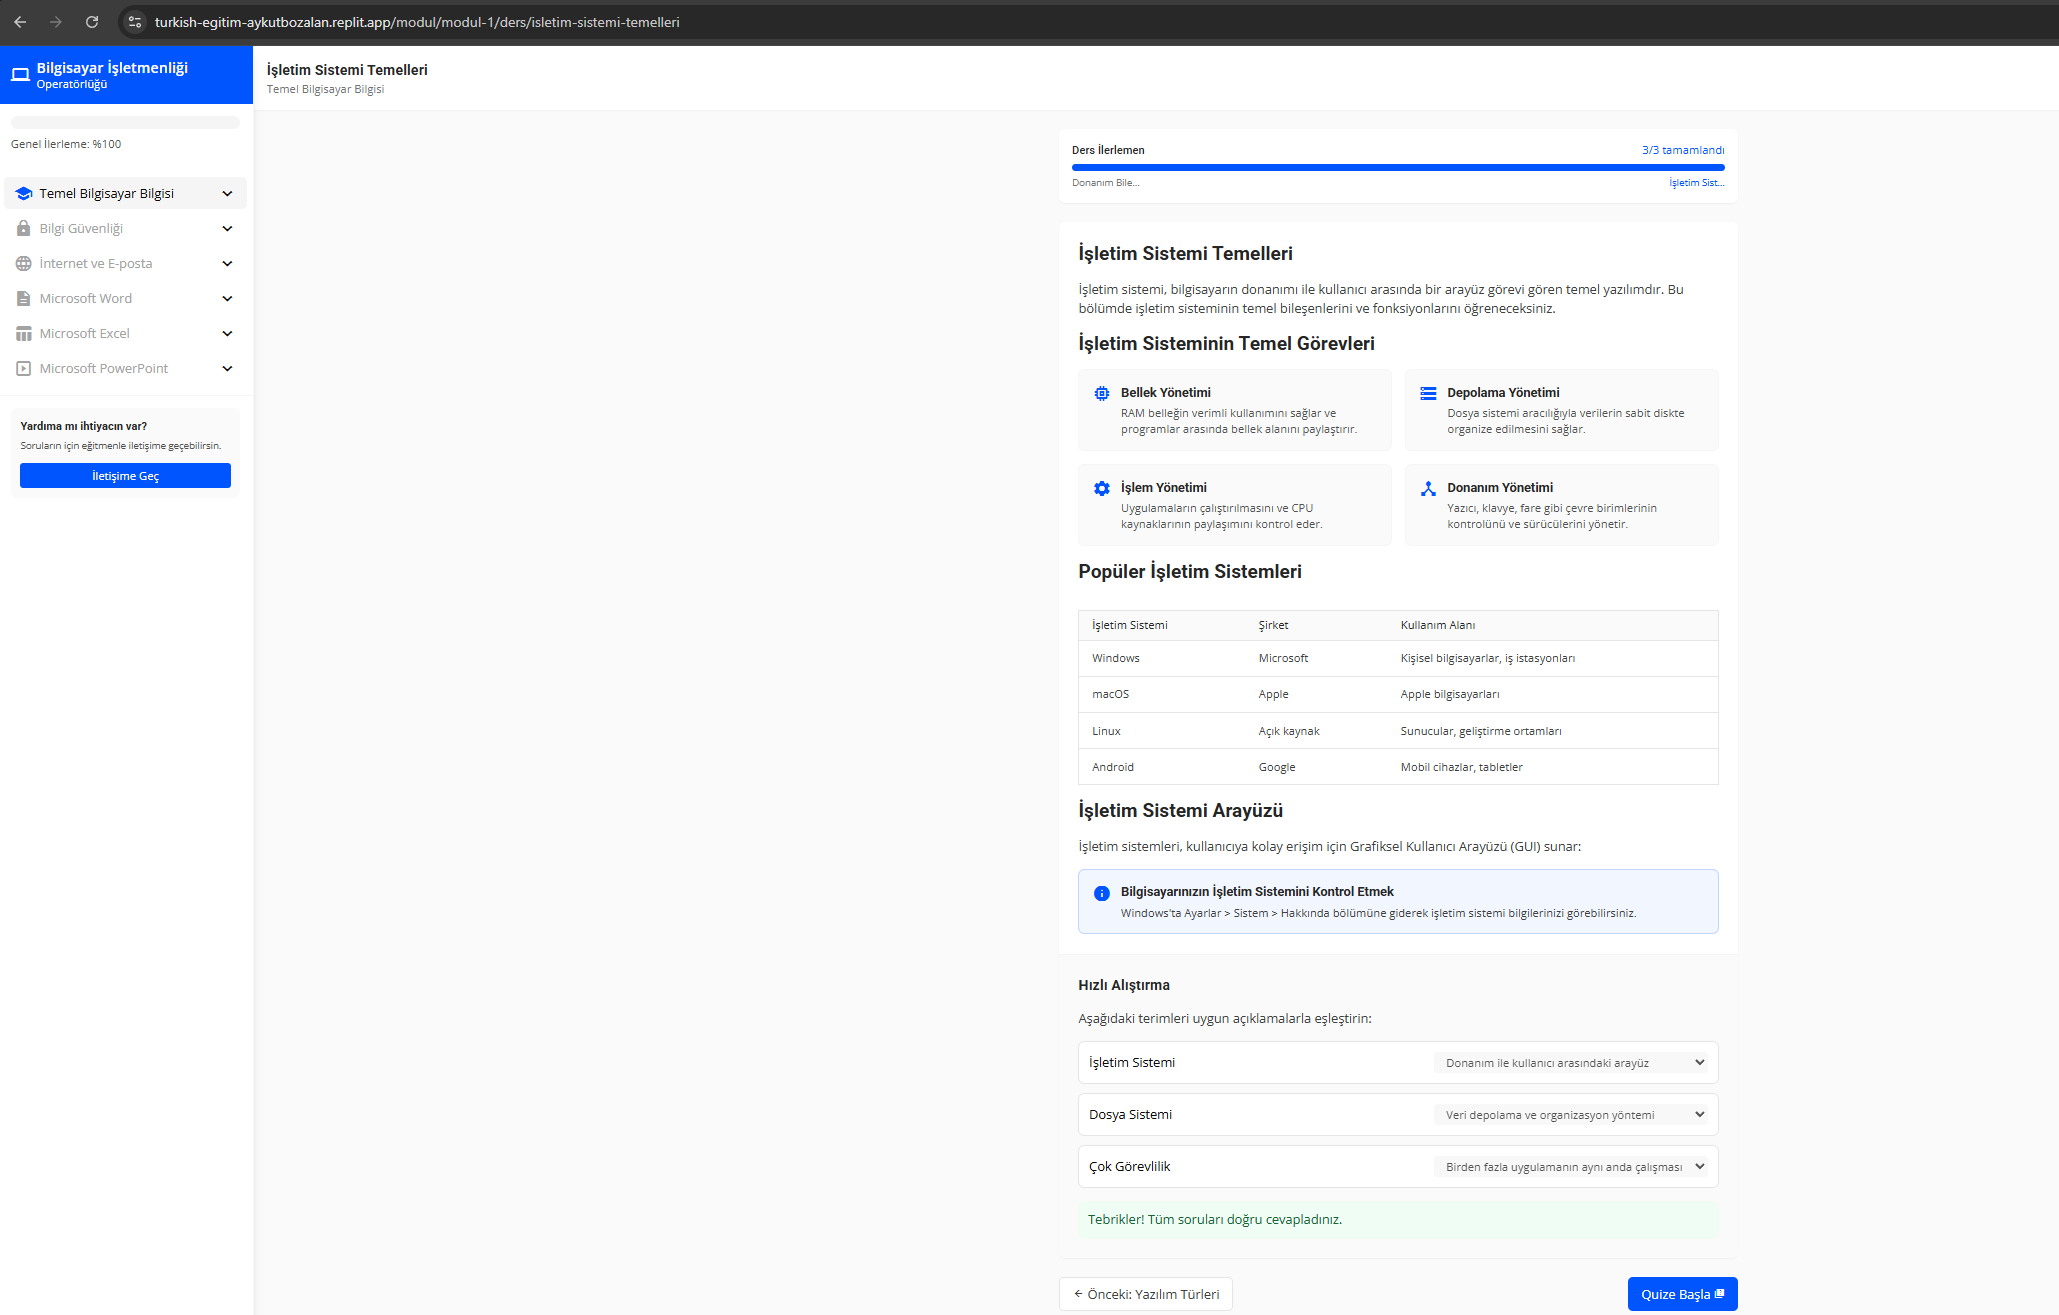 turkish-egitim-aykutbozalan.replit.app/modul/modul-1/ders/isletim-sistemi-temelleri
Bilgisayar İşletmenliği
Operatörlüğü
Genel İlerleme: %100
Temel Bilgisayar Bilgisi
Bilgi Güvenliği
İnternet ve E-posta
Microsoft Word
Microsoft Excel
Microsoft PowerPoint
Yardıma mı ihtiyacın var?
Soruların için eğitmenle iletişime geçebilirsin.
İletişime Geç
İşletim Sistemi Temelleri
Temel Bilgisayar Bilgisi
Ders İlerlemen
3/3 tamamlandı
Donanım Bile...
İşletim Sist...
İşletim Sistemi Temelleri
İşletim sistemi, bilgisayarın donanımı ile kullanıcı arasında bir arayüz görevi gören temel yazılımdır. Bu
bölümde işletim sisteminin temel bileşenlerini ve fonksiyonlarını öğreneceksiniz.
İşletim Sisteminin Temel Görevleri
Bellek Yönetimi
RAM belleğin verimli kullanımını sağlar ve
programlar arasında bellek alanını paylaştırır.
Depolama Yönetimi
Dosya sistemi aracılığıyla verilerin sabit diskte
organize edilmesini sağlar.
İşlem Yönetimi
Uygulamaların çalıştırılmasını ve CPU
kaynaklarının paylaşımını kontrol eder.
Donanım Yönetimi
Yazıcı, klavye, fare gibi çevre birimlerinin
kontrolünü ve sürücülerini yönetir.
Popüler İşletim Sistemleri
İşletim Sistemi Şirket Kullanım Alanı
Windows Microsoft Kişisel bilgisayarlar, iş istasyonları
macOS Apple Apple bilgisayarları
Linux Açık kaynak Sunucular, geliştirme ortamları
Android Google Mobil cihazlar, tabletler
İşletim Sistemi Arayüzü
İşletim sistemleri, kullanıcıya kolay erişim için Grafiksel Kullanıcı Arayüzü (GUI) sunar:
Bilgisayarınızın İşletim Sistemini Kontrol Etmek
Windows'ta Ayarlar > Sistem > Hakkında bölümüne giderek işletim sistemi bilgilerinizi görebilirsiniz.
Hızlı Alıştırma
Aşağıdaki terimleri uygun açıklamalarla eşleştirin:
İşletim Sistemi Donanım ile kullanıcı arasındaki arayüz
Dosya Sistemi Veri depolama ve organizasyon yöntemi
Çok Görevlilik Birden fazla uygulamanın aynı anda çalışması
Tebrikler! Tüm soruları doğru cevapladınız.
← Önceki: Yazılım Türleri
Quize Başla